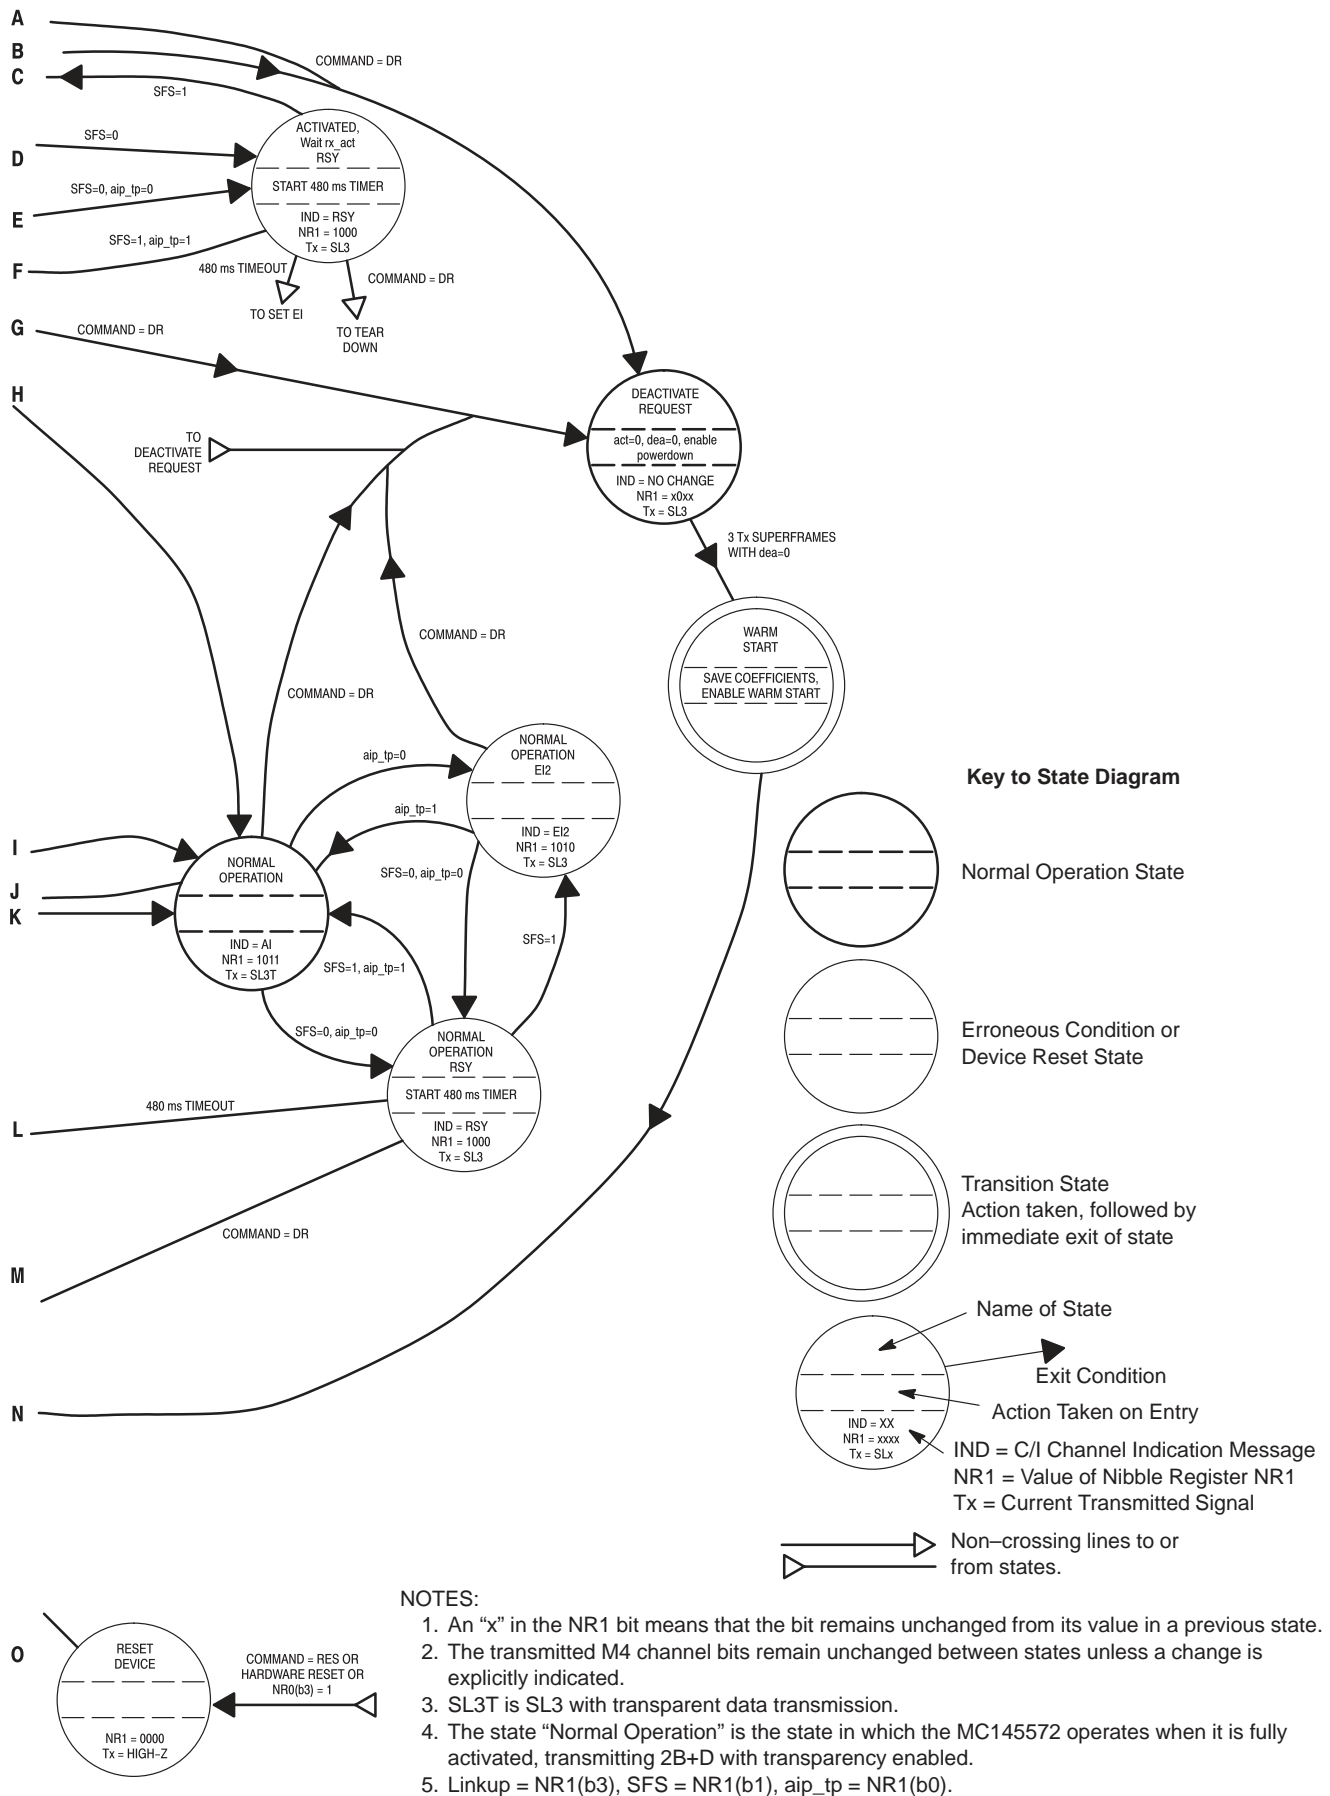 A
B
C
COMMAND = DR
SFS=1
ACTIVATED,
Wait rx_act
RSY
START 480 ms TIMER
IND = RSY
NR1 = 1000
Tx = SL3
D
SFS=0
E
SFS=0, aip_tp=0
F
SFS=1, aip_tp=1
480 ms TIMEOUT
TO SET EI
COMMAND = DR
TO TEAR
DOWN
G
COMMAND = DR
H
TO
DEACTIVATE
REQUEST
DEACTIVATE
REQUEST
act=0, dea=0, enable
powerdown
IND = NO CHANGE
NR1 = x0xx
Tx = SL3
3 Tx SUPERFRAMES
WITH dea=0
WARM
START
SAVE COEFFICIENTS,
ENABLE WARM START
COMMAND = DR
COMMAND = DR
aip_tp=0
NORMAL
OPERATION
EI2
IND = EI2
NR1 = 1010
Tx = SL3
aip_tp=1
SFS=0, aip_tp=0
I
J
K
NORMAL
OPERATION
IND = AI
NR1 = 1011
Tx = SL3T
SFS=1
SFS=1, aip_tp=1
SFS=0, aip_tp=0
NORMAL
OPERATION
RSY
START 480 ms TIMER
IND = RSY
NR1 = 1000
Tx = SL3
480 ms TIMEOUT
L
COMMAND = DR
M
N
Key to State Diagram
Normal Operation State
Erroneous Condition or
Device Reset State
Transition State
Action taken, followed by
immediate exit of state
Name of State
Exit Condition
Action Taken on Entry
IND = XX
NR1 = xxxx
Tx = SLx
IND = C/I Channel Indication Message
NR1 = Value of Nibble Register NR1
Tx = Current Transmitted Signal
Non–crossing lines to or
from states.
O
RESET
DEVICE
NR1 = 0000
Tx = HIGH–Z
COMMAND = RES OR
HARDWARE RESET OR
NR0(b3) = 1
NOTES:
1. An “x” in the NR1 bit means that the bit remains unchanged from its value in a previous state.
2. The transmitted M4 channel bits remain unchanged between states unless a change is
explicitly indicated.
3. SL3T is SL3 with transparent data transmission.
4. The state “Normal Operation” is the state in which the MC145572 operates when it is fully
activated, transmitting 2B+D with transparency enabled.
5. Linkup = NR1(b3), SFS = NR1(b1), aip_tp = NR1(b0).